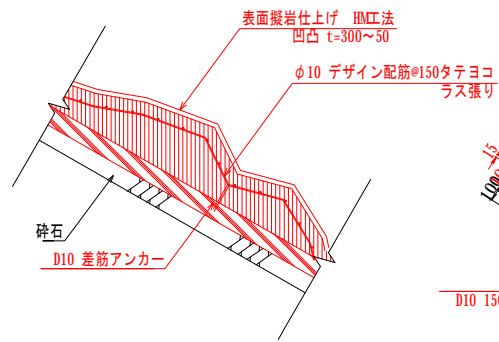 表面擬岩仕上げ HM工法
凹凸 t=300~50
φ10 デザイン配筋@150タテヨコ
ラス張り
砕石
D10 差筋アンカー
100
D10 150